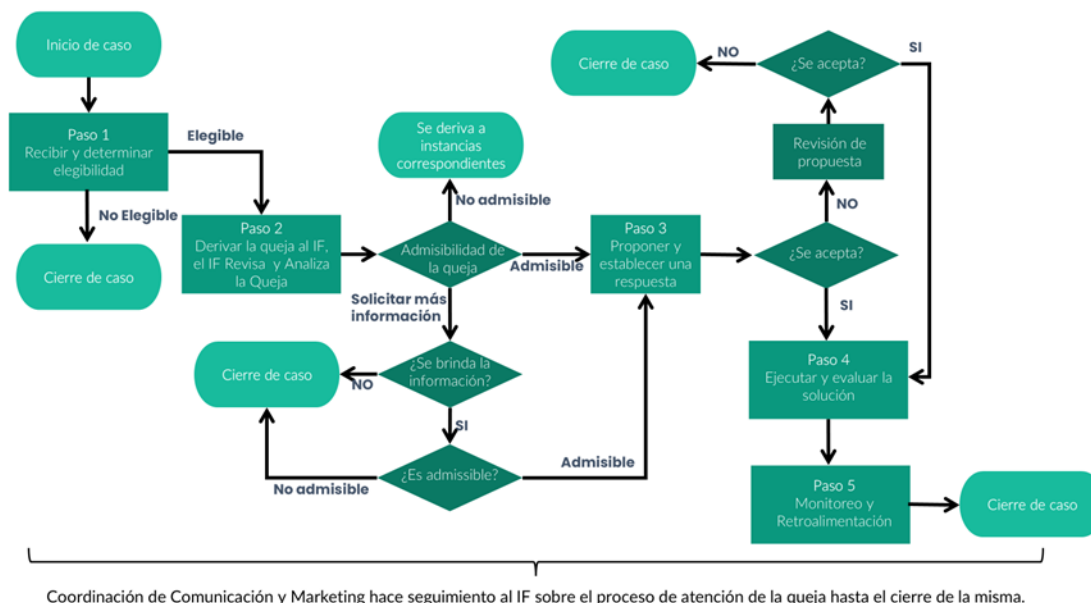 Inicio de caso
Paso 1
Recibir y determinar
elegibilidad
Elegible
No Elegible
Cierre de caso
Paso 2
Derivar la queja al IF,
el IF Revisa y Analiza
la Queja
Se deriva a
instancias
correspondientes
No admisible
Admisibilidad de
la queja
Admisible
Solicitar más
información
¿Se brinda la
información?
NO
Cierre de caso
SI
¿Es admissible?
No admisible
Admisible
Paso 3
Proponer y
establecer una
respuesta
¿Se acepta?
NO
Revisión de
propuesta
¿Se acepta?
NO
Cierre de caso
SI
SI
Paso 4
Ejecutar y evaluar la
solución
Paso 5
Monitoreo y
Retroalimentación
Cierre de caso
Coordinación de Comunicación y Marketing hace seguimiento al IF sobre el proceso de atención de la queja hasta el cierre de la misma.